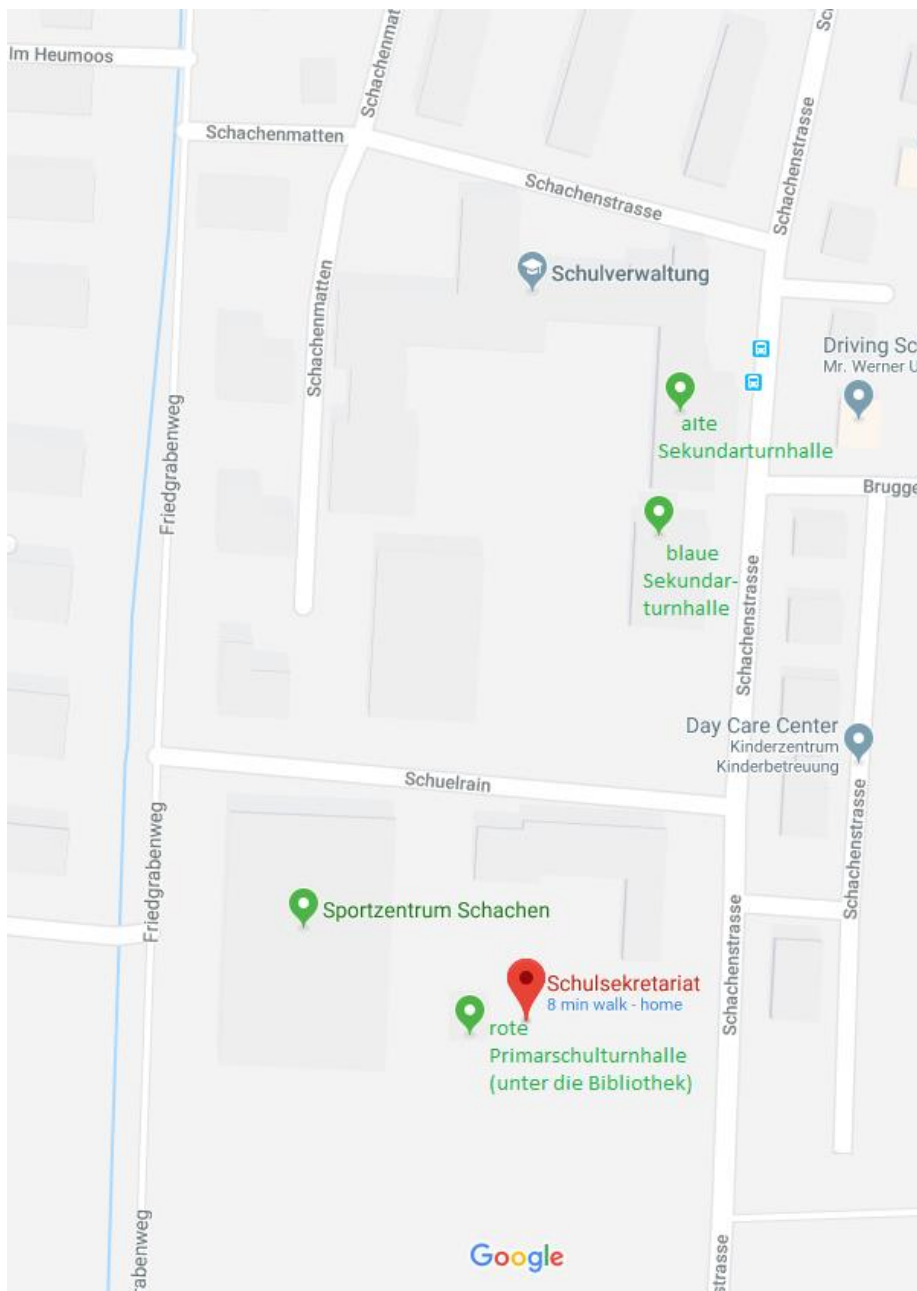 Im Heumoos
Schachenmatt
Sc
Schachenmatten
Schachenstrasse
Schachenstrasse
Schulverwaltung
Schachenmatten
Driving Sc
Mr. Werner U
alte
Sekundarturnhalle
Friedgrabenweg
Brugge
blaue
Sekundar-
turnhalle
Schachenstrasse
Day Care Center
Kinderzentrum
Kinderbetreuung
Schuelrain
Friedgrabenweg
Schachenstrasse
Sportzentrum Schachen
Schachenstrasse
Schulsekretariat
8 min walk - home
rote
Primarschulturnhalle
(unter die Bibliothek)
abenweg
Google
strasse